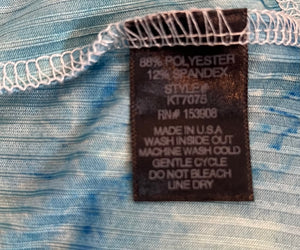 88% POLYESTER
12% SPANDEX
STYLE#
KT7075
RN# 153908
MADE IN U.S.A
WASH INSIDE OUT
MACHINE WASH COLD
GENTLE CYCLE
DO NOT BLEACH
LINE DRY